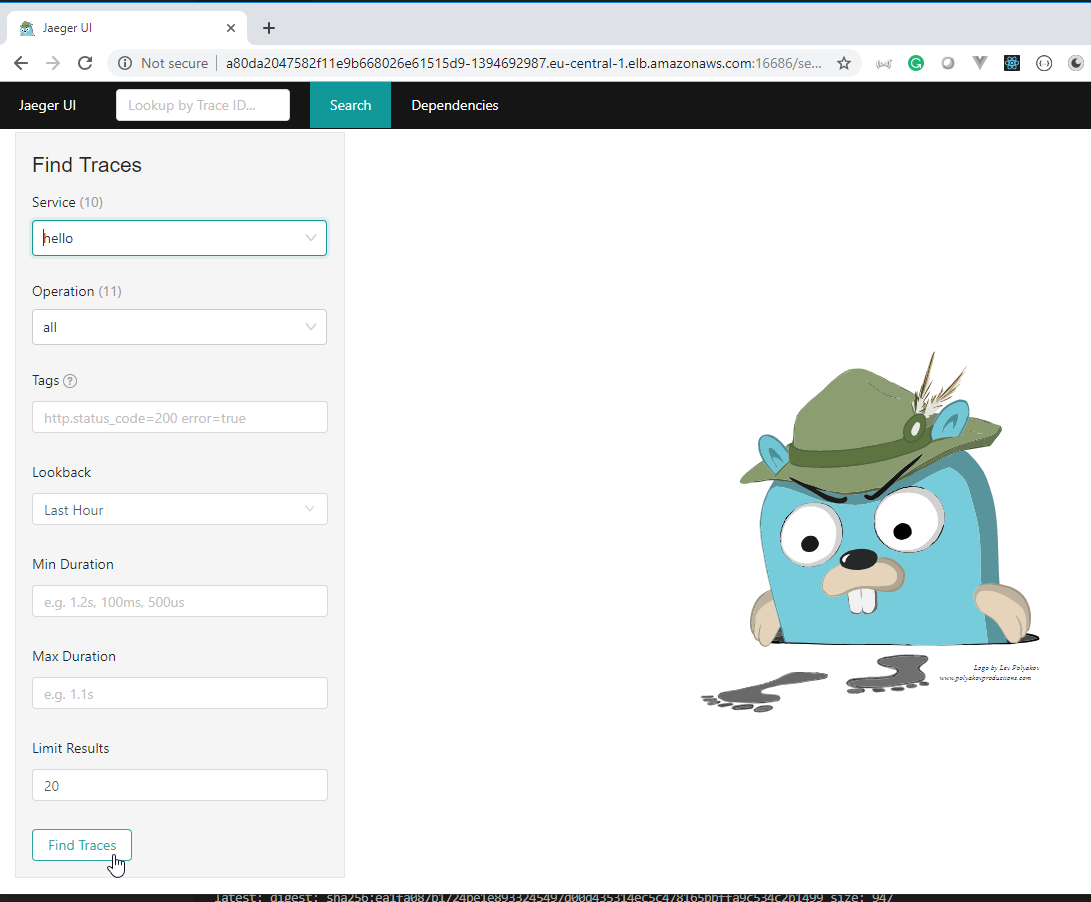 Jaeger UI
Not secure
a80da2047582f11e9b668026e61515d9-1394692987.eu-central-1.elb.amazonaws.com:16686/se...
Jaeger UI
Lookup by Trace ID...
Search
Dependencies
Find Traces
Service (10)
hello
Operation (11)
all
Tags
http.status_code=200 error=true
Lookback
Last Hour
Min Duration
e.g. 1.2s, 100ms, 500us
Max Duration
e.g. 1.1s
Limit Results
20
Find Traces
Logo by Lev Polyakov
www.polyakovproductions.com
latest: digest: size: 947